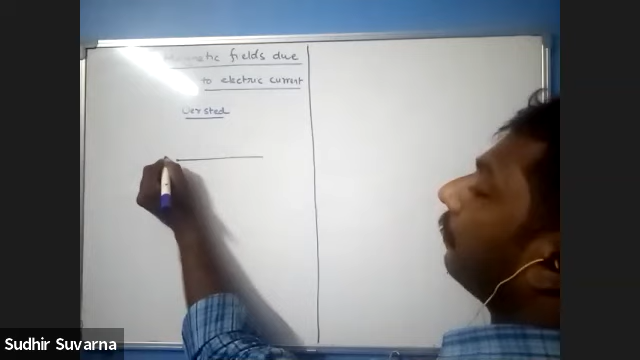 fields due
to electric current
Oersted
Sudhir Suvarna